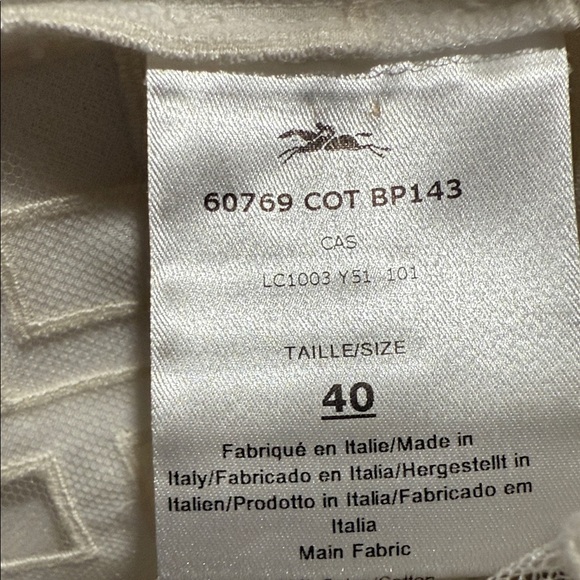 60769 COT BP143
CAS
LC1003 Y51 101
TAILLE/SIZE
40
Fabriqué en Italie/Made in
Italy/Fabricado en Italia/Hergestellt in
Italien/Prodotto in Italia/Fabricado em
Italia
Main Fabric